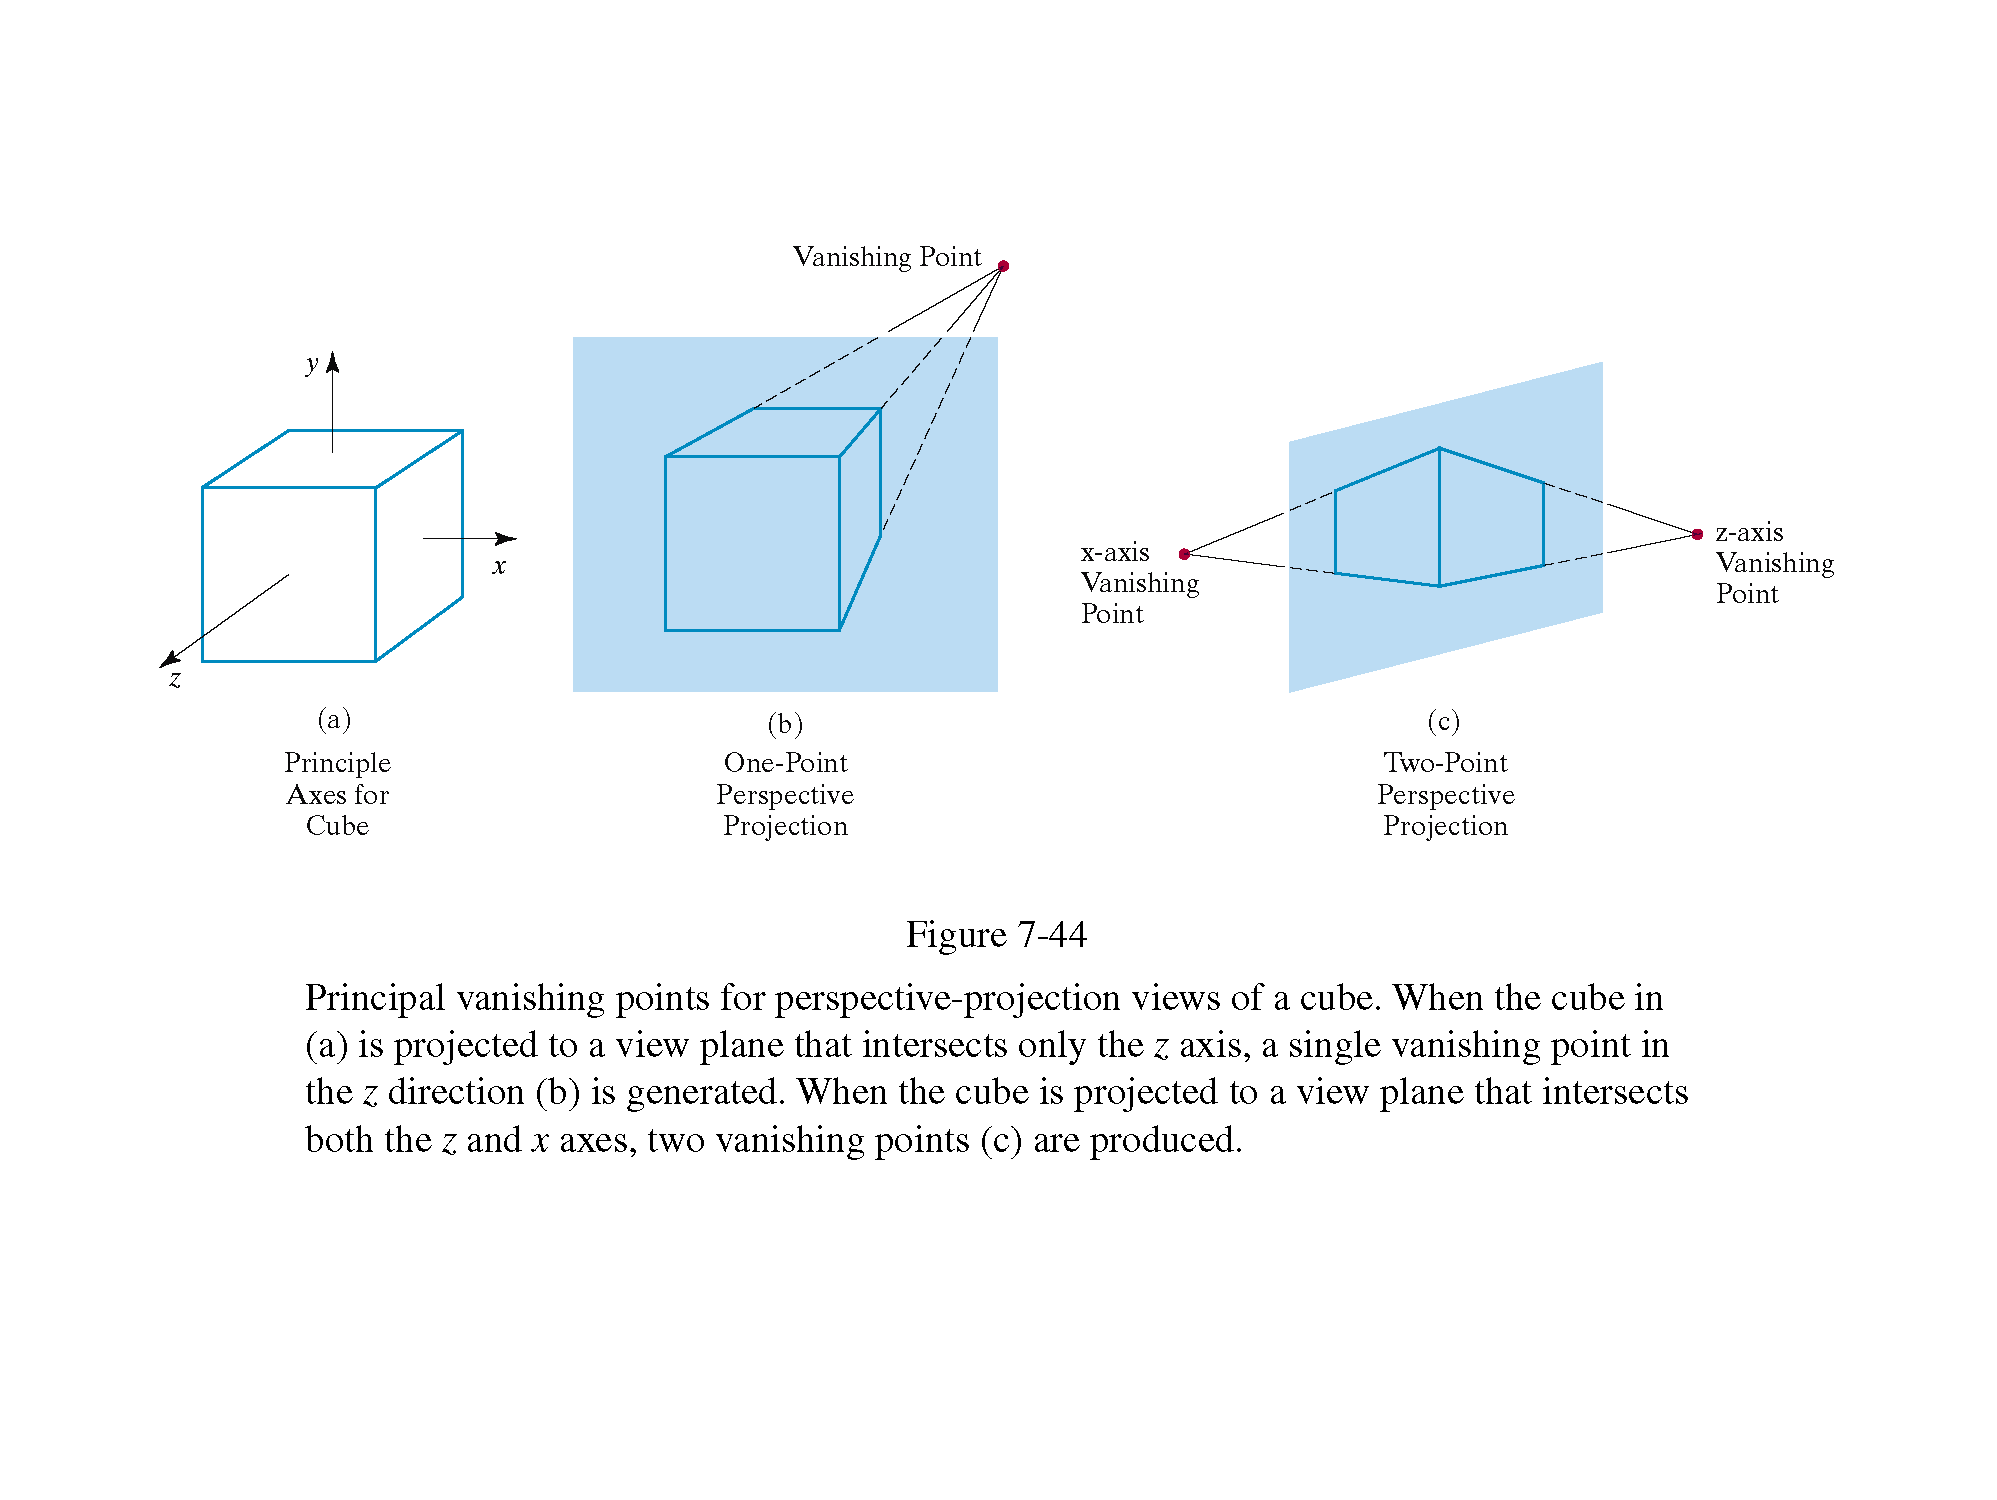 Vanishing Point
y
x
z
x-axis
Vanishing
Point
z-axis
Vanishing
Point
(a)
Principle
Axes for
Cube
(b)
One-Point
Perspective
Projection
(c)
Two-Point
Perspective
Projection
Figure 7-44
Principal vanishing points for perspective-projection views of a cube. When the cube in
(a) is projected to a view plane that intersects only the z axis, a single vanishing point in
the z direction (b) is generated. When the cube is projected to a view plane that intersects
both the z and x axes, two vanishing points (c) are produced.